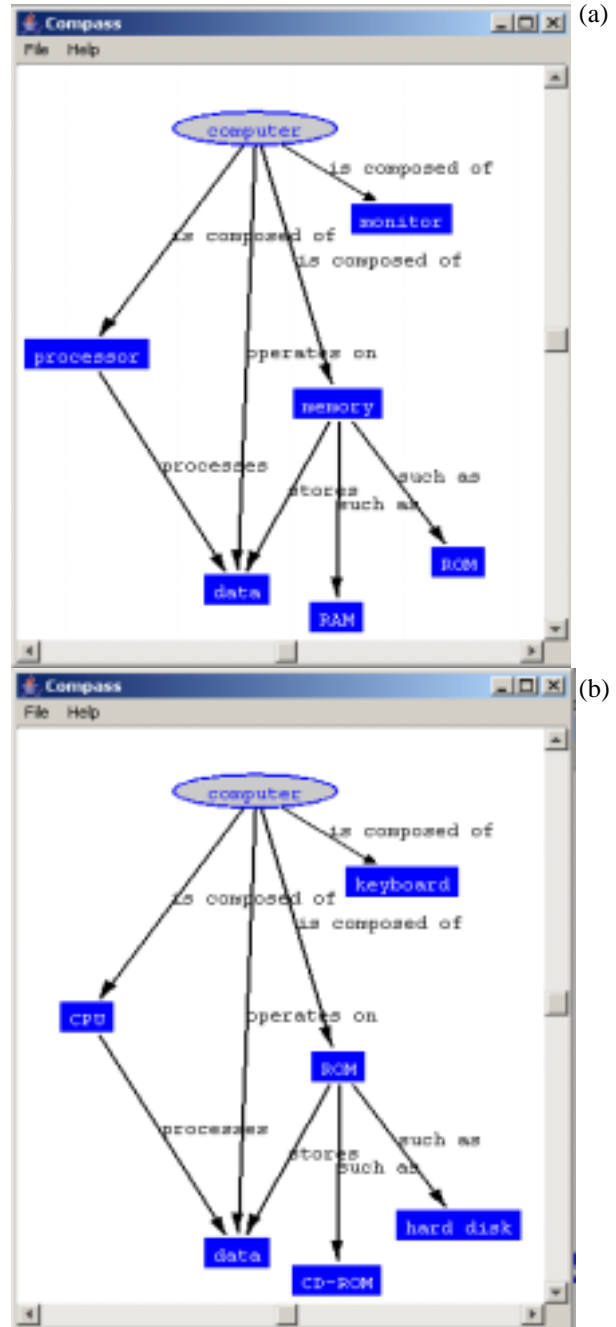 Compass
(a)
File Help
computer
is composed of
monitor
is composed of
is composed of
processor
operates on
memory
processes
such as
stores
such as
ROM
data
RAM
Compass
(b)
File Help
computer
is composed of
keyboard
is composed of
is composed of
CPU
operates on
ROM
processes
such as
stores
such as
hard disk
data
CD-ROM